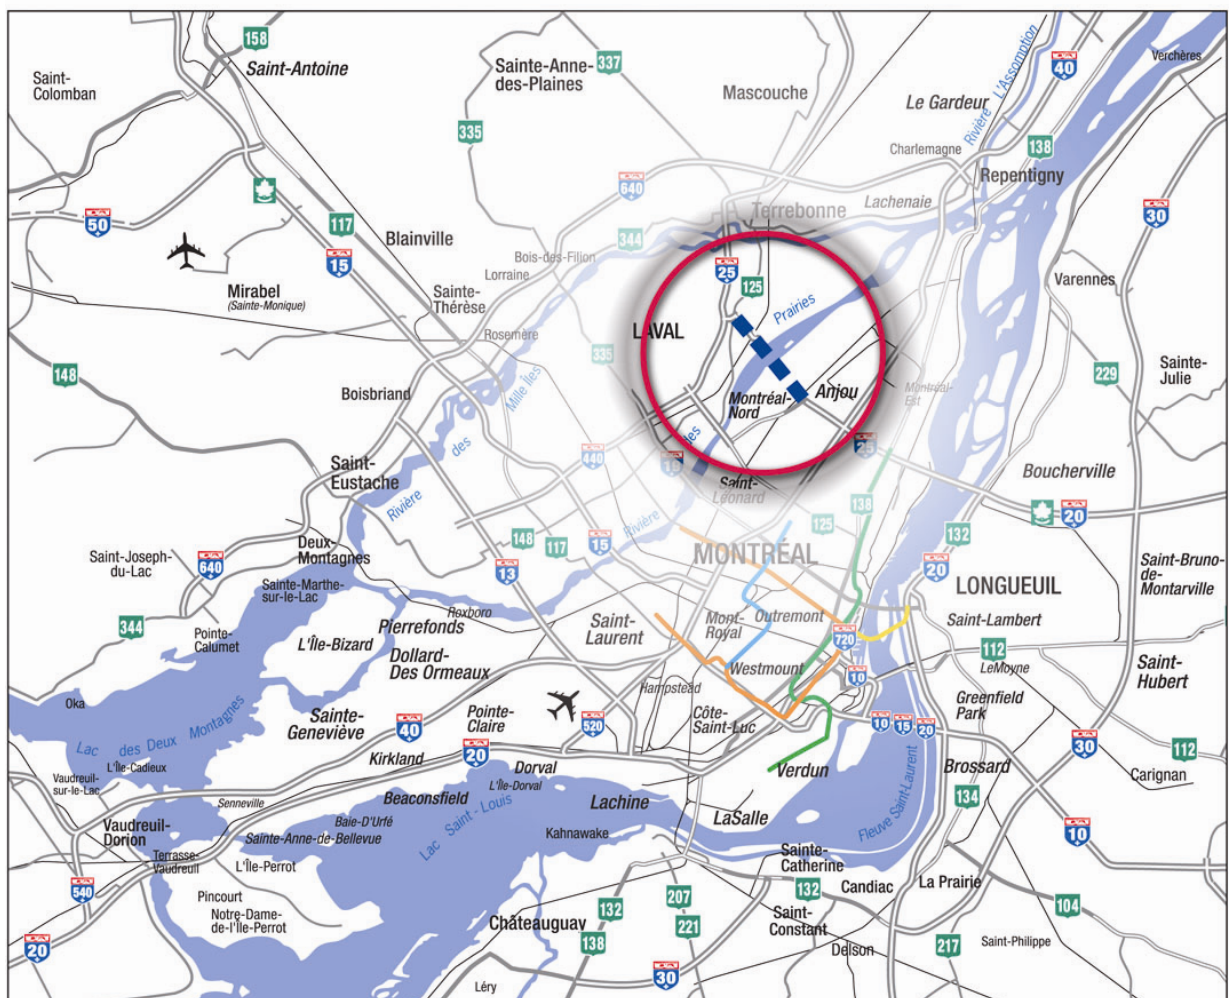 158
Saint-Antoine
Saint-
Colomban
337
Sainte-Anne-
des-Plaines
Mascouche
335
Rivière L'Assomption
40
Verchères
Le Gardeur
Charlemagne
138
Repentigny
640
Lachenaie
Terrebonne
50
117
Blainville
15
344
Bois-des-Filion
Lorraine
30
Mirabel
(Sainte-Monique)
Sainte-
Thérèse
25
125
Varennes
Prairies
Rosemère
LAVAL
335
148
Boisbriand
Mille Îles
des
Rivière
Montréal-
Nord
Anjou
Montréal-
Est
229
Sainte-
Julie
des
Rivière
25
19
440
Saint-
Léonard
Boucherville
Saint-
Eustache
138
125
20
132
148
117
15
13
MONTRÉAL
20
Saint-Joseph-
du-Lac
640
Deux-
Montagnes
Sainte-Marthe-
sur-le-Lac
Saint-Bruno-
de-
Montarville
LONGUEUIL
344
Pointe-
Calumet
Roxboro
Pierrefonds
L'Île-Bizard
Dollard-
Des Ormeaux
Saint-
Laurent
Mont-
Royal
Outremont
720
Saint-Lambert
112
LeMoyne
Westmount
10
Saint-
Hubert
Hampstead
Greenfield
Park
Oka
Lac des Deux Montagnes
Sainte-
Geneviève
40
Pointe-
Claire
520
Côte-
Saint-Luc
10
15
20
30
112
L'Île-Cadieux
Kirkland
20
Dorval
L'Île-Dorval
Verdun
Brossard
Carignan
Vaudreuil-
sur-le-Lac
Senneville
Beaconsfield
Lachine
LaSalle
134
Vaudreuil-
Dorion
Baie-D'Urfé
Sainte-Anne-de-Bellevue
Lac Saint-Louis
Kahnawake
Fleuve Saint-Laurent
10
Terrasse-
Vaudreuil
L'Île-Perrot
Sainte-
Catherine
540
Pincourt
132
Candiac
La Prairie
Notre-Dame-
de-l'Île-Perrot
207
132
Châteauguay
221
Saint-
Constant
104
20
138
Delson
217
Saint-Philippe
30
Léry